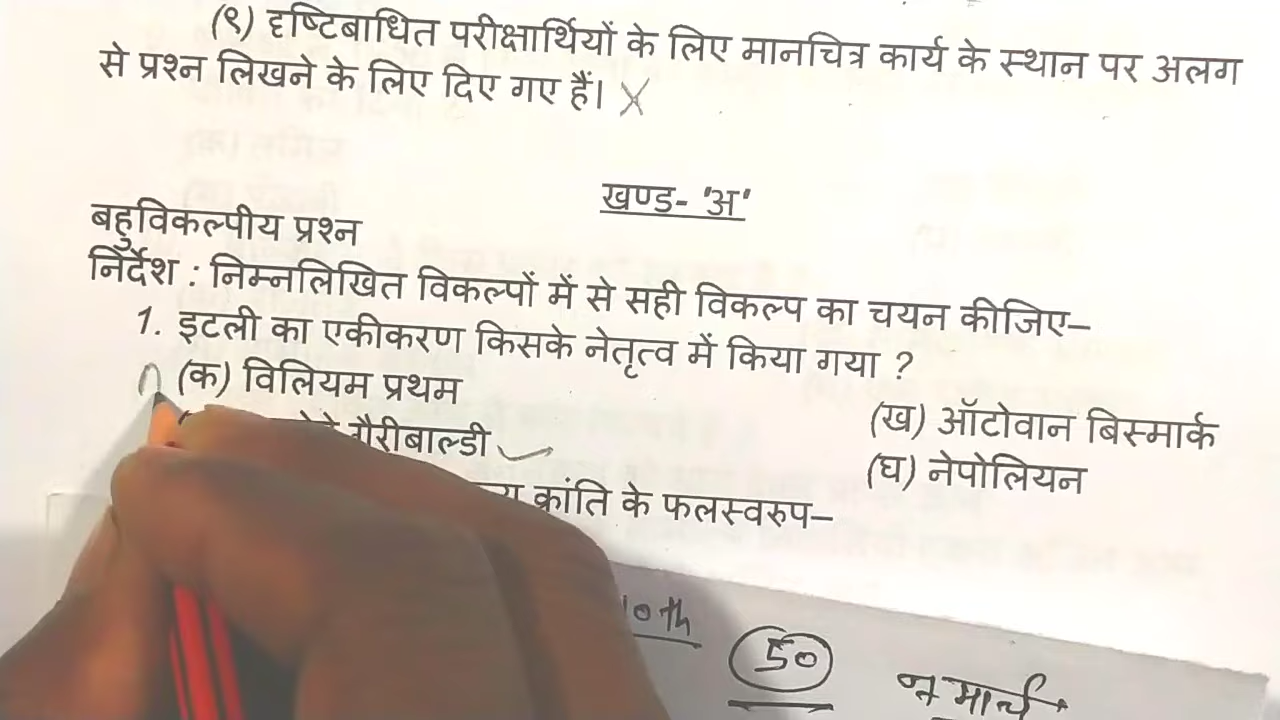 (९) दृष्टिबाधित परीक्षार्थियों के लिए मानचित्र कार्य के स्थान पर अलग
से प्रश्न लिखने के लिए दिए गए हैं। X
खण्ड- 'अ'
बहुविकल्पीय प्रश्न
निर्देश : निम्नलिखित विकल्पों में से सही विकल्प का चयन कीजिए–
1. इटली का एकीकरण किसके नेतृत्व में किया गया ?
(क) विलियम प्रथम (ख) ऑटोवान बिस्मार्क
गैरीबाल्डी (घ) नेपोलियन
क्रांति के फलस्वरुप–
10th 50 मार्च